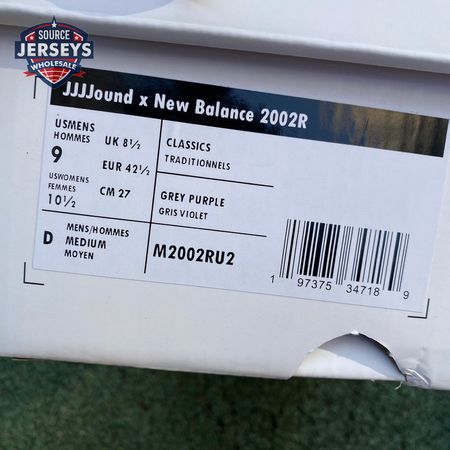 SOURCE
JERSEYS
WHOLESALE
JJJJound x New Balance 2002R
USMENS
HOMMES
9
UK 8½
EUR 42½
USWOMENS
FEMMES
10½
CM 27
CLASSICS
TRADITIONNELS
GREY PURPLE
GRIS VIOLET
D
MENS/HOMMES
MEDIUM
MOYEN
M2002RU2
1 97375 34718 9